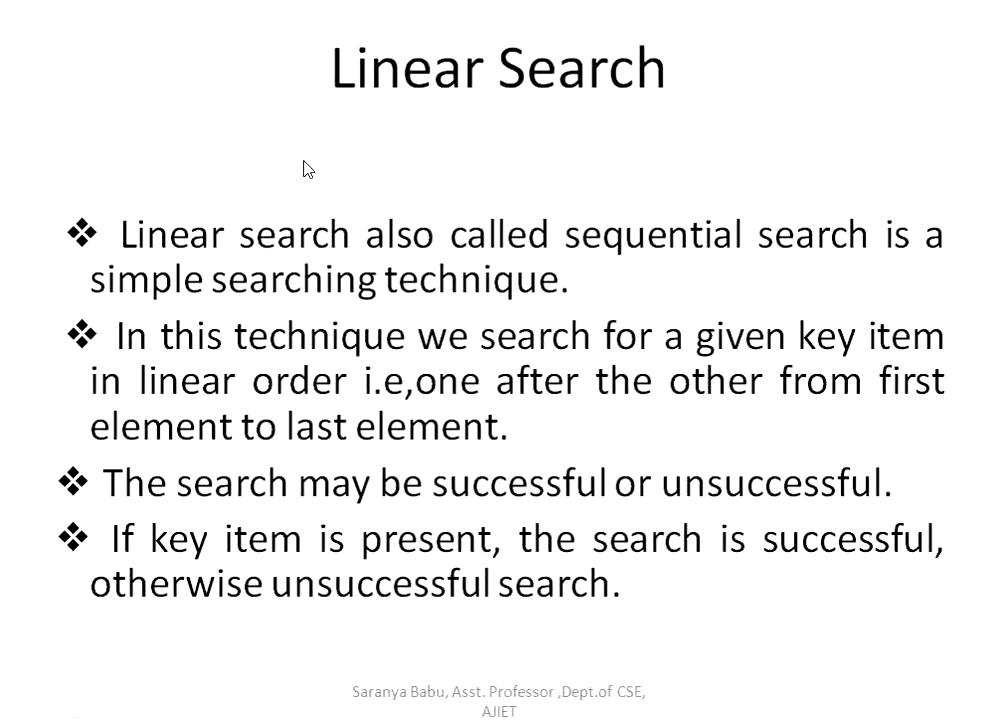 Linear Search
❖ Linear search also called sequential search is a
simple searching technique.
❖ In this technique we search for a given key item
in linear order i.e,one after the other from first
element to last element.
❖ The search may be successful or unsuccessful.
❖ If key item is present, the search is successful,
otherwise unsuccessful search.
Saranya Babu, Asst. Professor ,Dept.of CSE,
AJIET